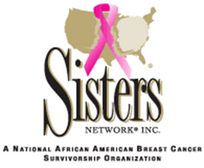 Sisters
NETWORK® INC.
A NATIONAL AFRICAN AMERICAN BREAST CANCER
SURVIVORSHIP ORGANIZATION